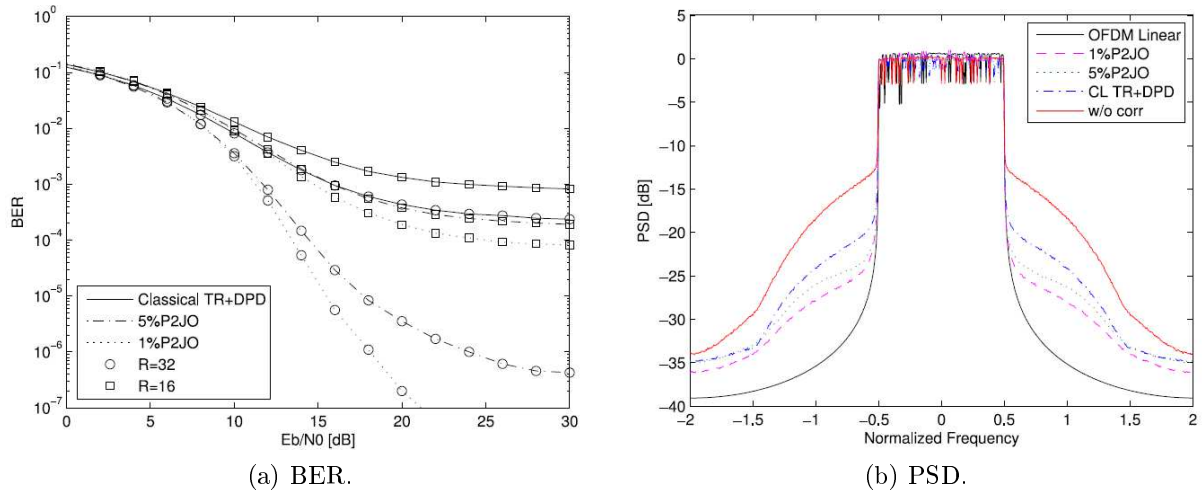 10^0
10^-1
10^-2
10^-3
10^-4
10^-5
10^-6
10^-7
BER
Classical TR+DPD
5%P2JO
1%P2JO
R=32
R=16
0 5 10 15 20 25 30
Eb/N0 [dB]
(a) BER.
5
0
−5
−10
−15
−20
−25
−30
−35
−40
PSD [dB]
OFDM Linear
1%P2JO
5%P2JO
CL TR+DPD
w/o corr
−2 −1.5 −1 −0.5 0 0.5 1 1.5 2
Normalized Frequency
(b) PSD.